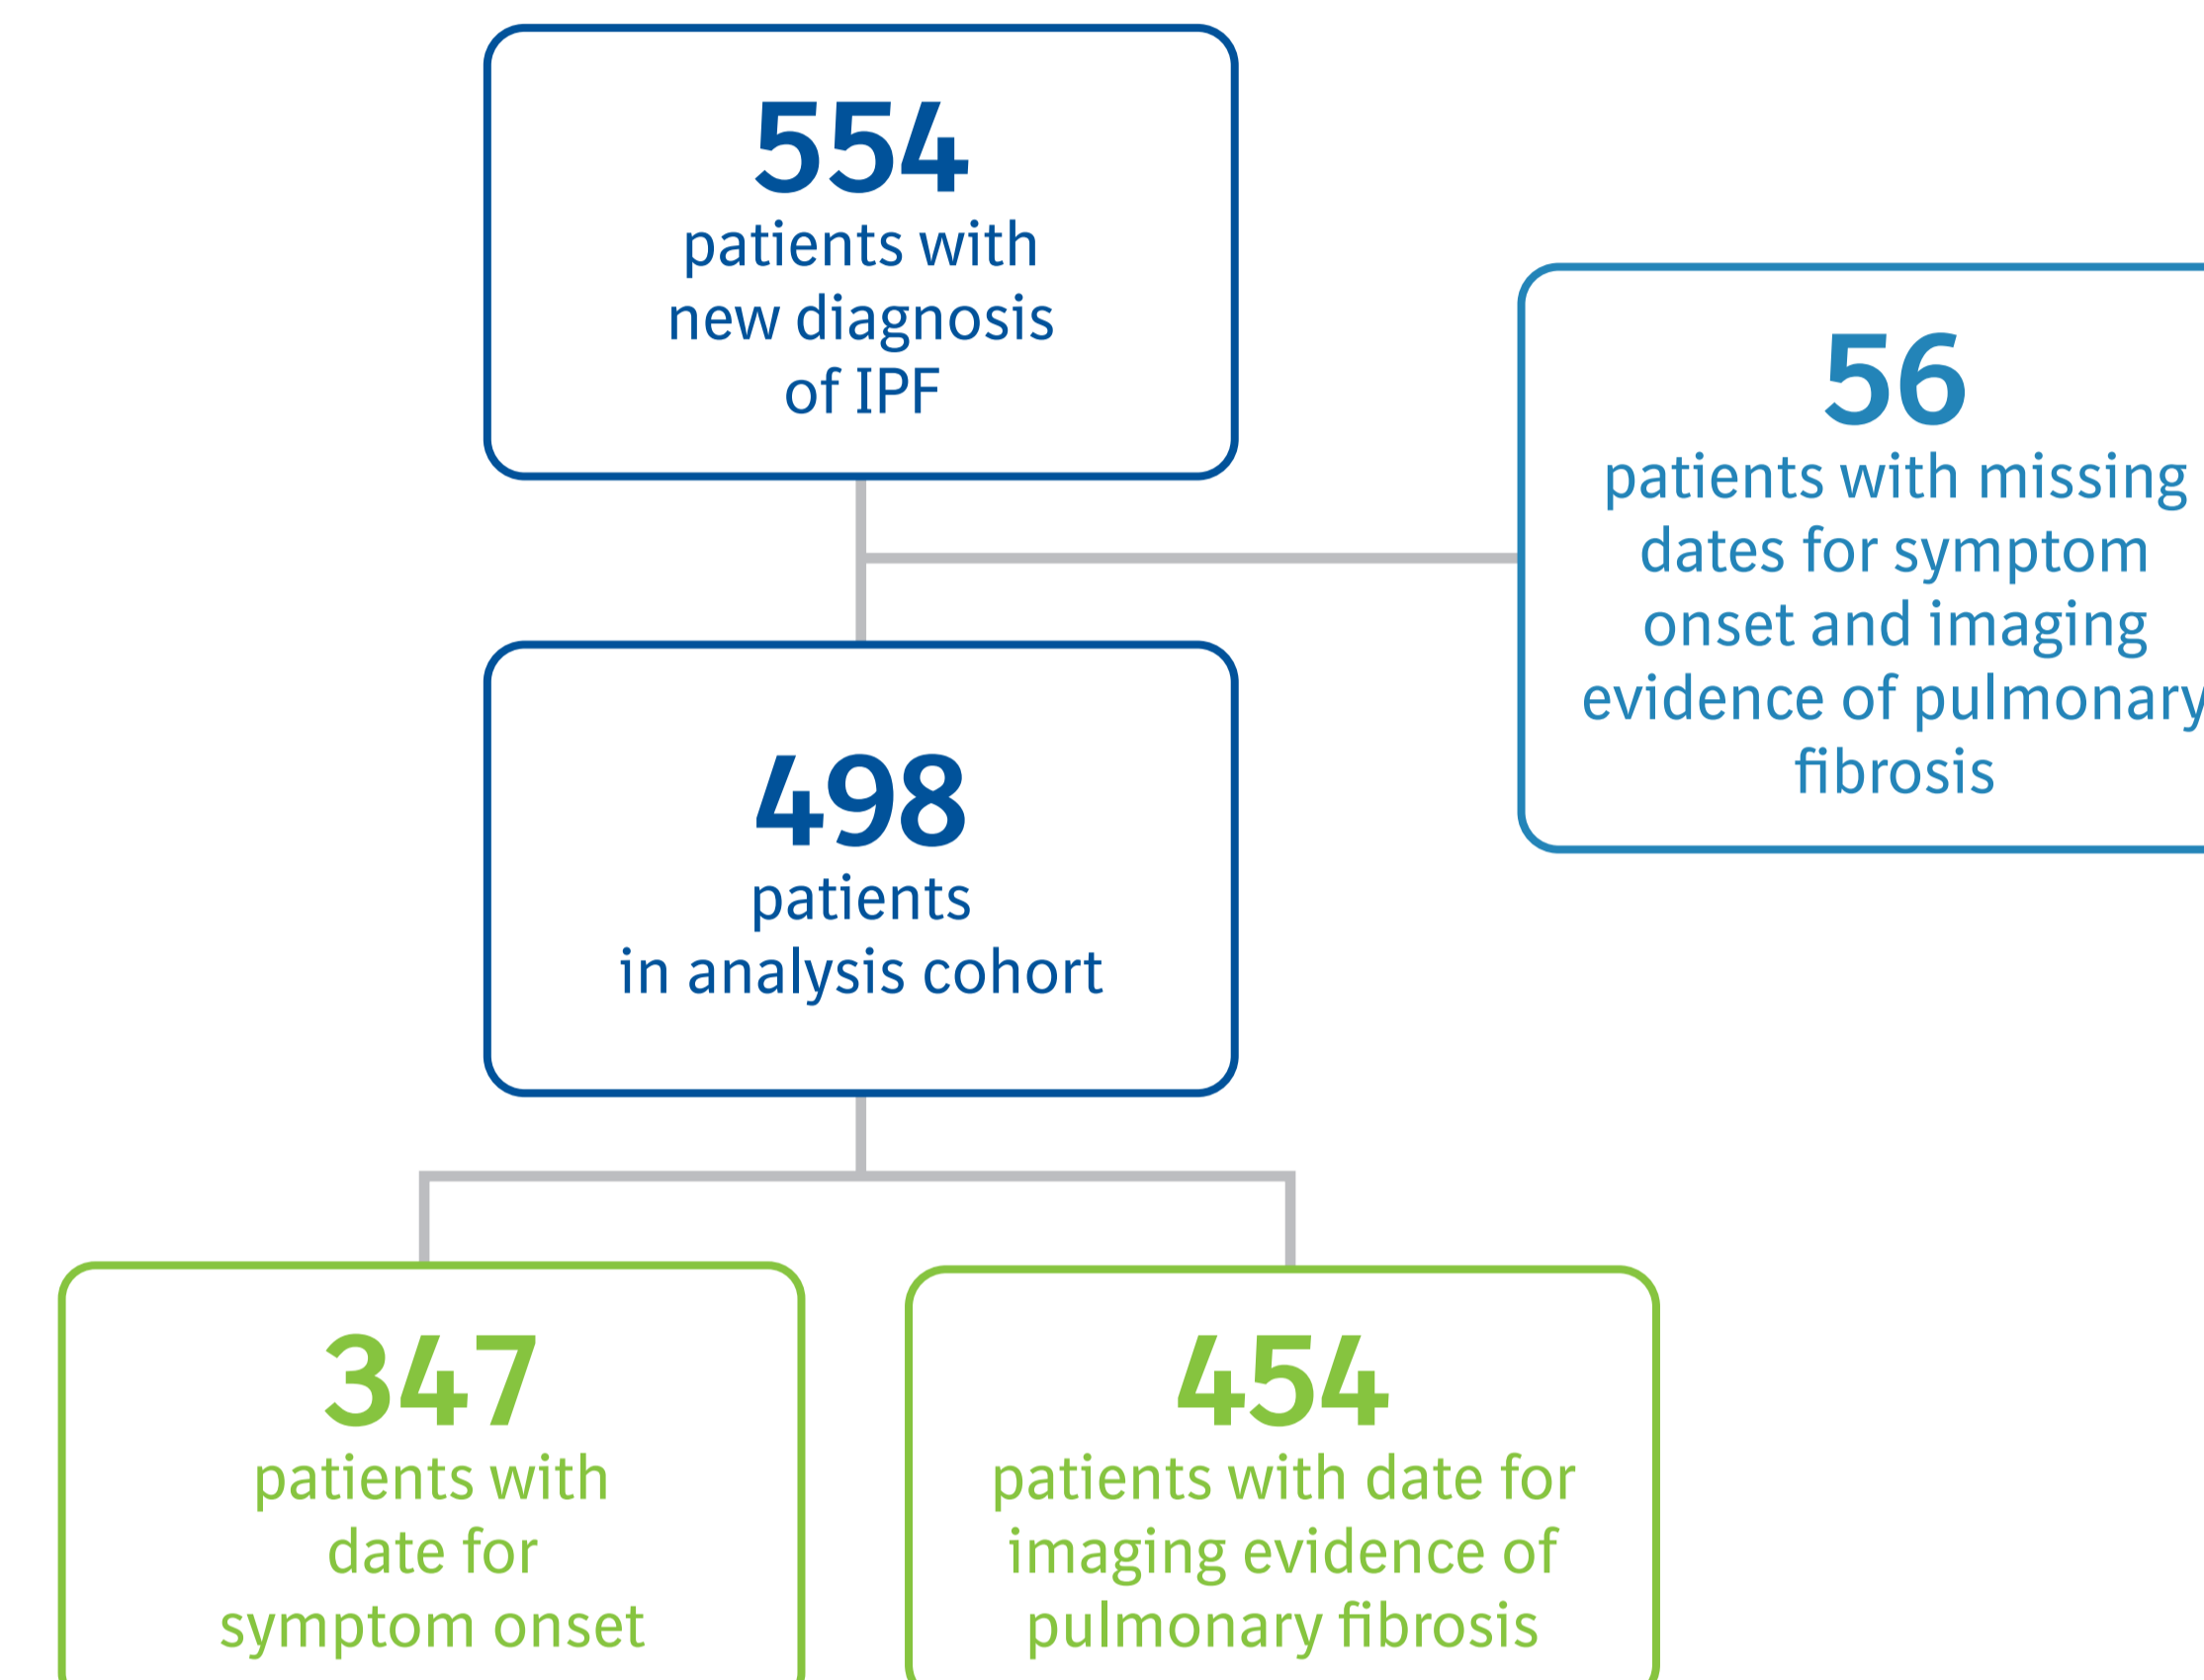 554
patients with
new diagnosis
of IPF
56
patients with missing
dates for symptom
onset and imaging
evidence of pulmonary
fibrosis
498
patients
in analysis cohort
347
patients with
date for
symptom onset
454
patients with date for
imaging evidence of
pulmonary fibrosis